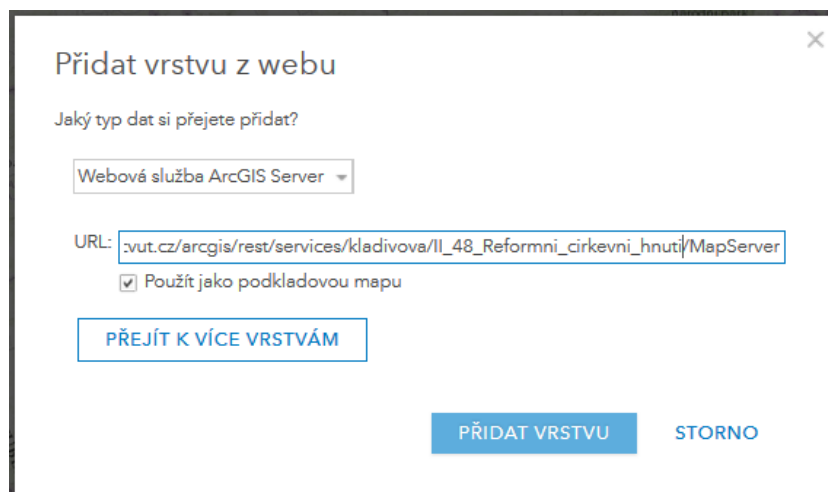 Přidat vrstvu z webu
Jaký typ dat si přejete přidat?
Webová služba ArcGIS Server
URL: :vut.cz/arcgis/rest/services/kladivova/II_48_Reformni_cirkevni_hnuti/MapServer
Použít jako podkladovou mapu
PŘEJÍT K VÍCE VRSTVÁM
PŘIDAT VRSTVU STORNO